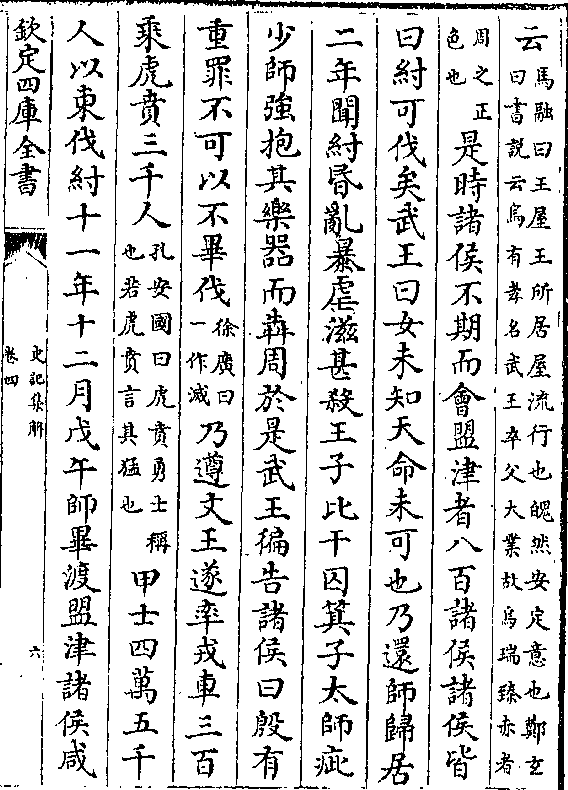 云馬融曰王屋王所居屋流行也魄然安定意也鄭玄曰書説云烏有孝名武王卒父大業故烏瑞臻赤者
周之正色也是時諸侯不期而會盟津者八百諸侯諸侯皆
曰紂可伐矣武王曰女未知天命未可也乃還師歸居
二年聞紂昏亂暴虐滋甚殺王子比干囚箕子太師疵
少師強抱其樂器而犇周於是武王徧告諸侯曰殷有
重罪不可以不畢伐徐廣曰一作滅乃遵文王遂率戎車三百
乘虎賁三千人孔安國曰虎賁勇士稱也若虎賁言其猛也甲士四萬五千
人以東伐紂十一年十二月戊午師畢渡盟津諸侯咸
欽定四庫全書
史記集解
卷四
六